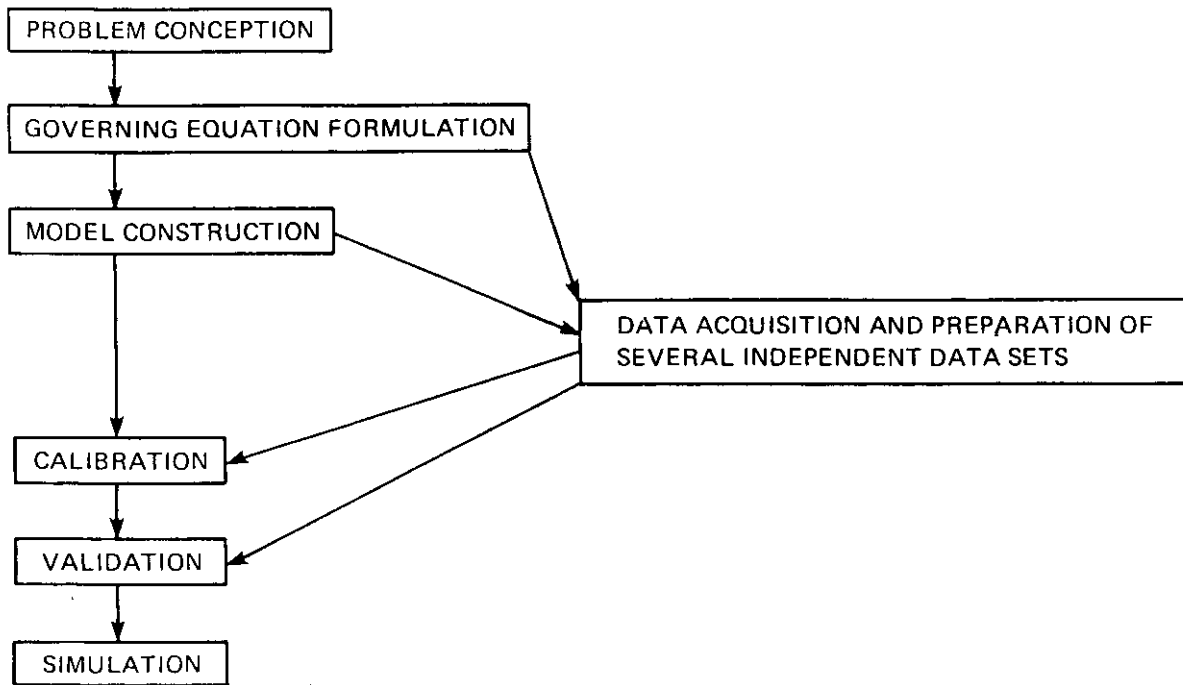 PROBLEM CONCEPTION
GOVERNING EQUATION FORMULATION
MODEL CONSTRUCTION
DATA ACQUISITION AND PREPARATION OF
SEVERAL INDEPENDENT DATA SETS
CALIBRATION
VALIDATION
SIMULATION